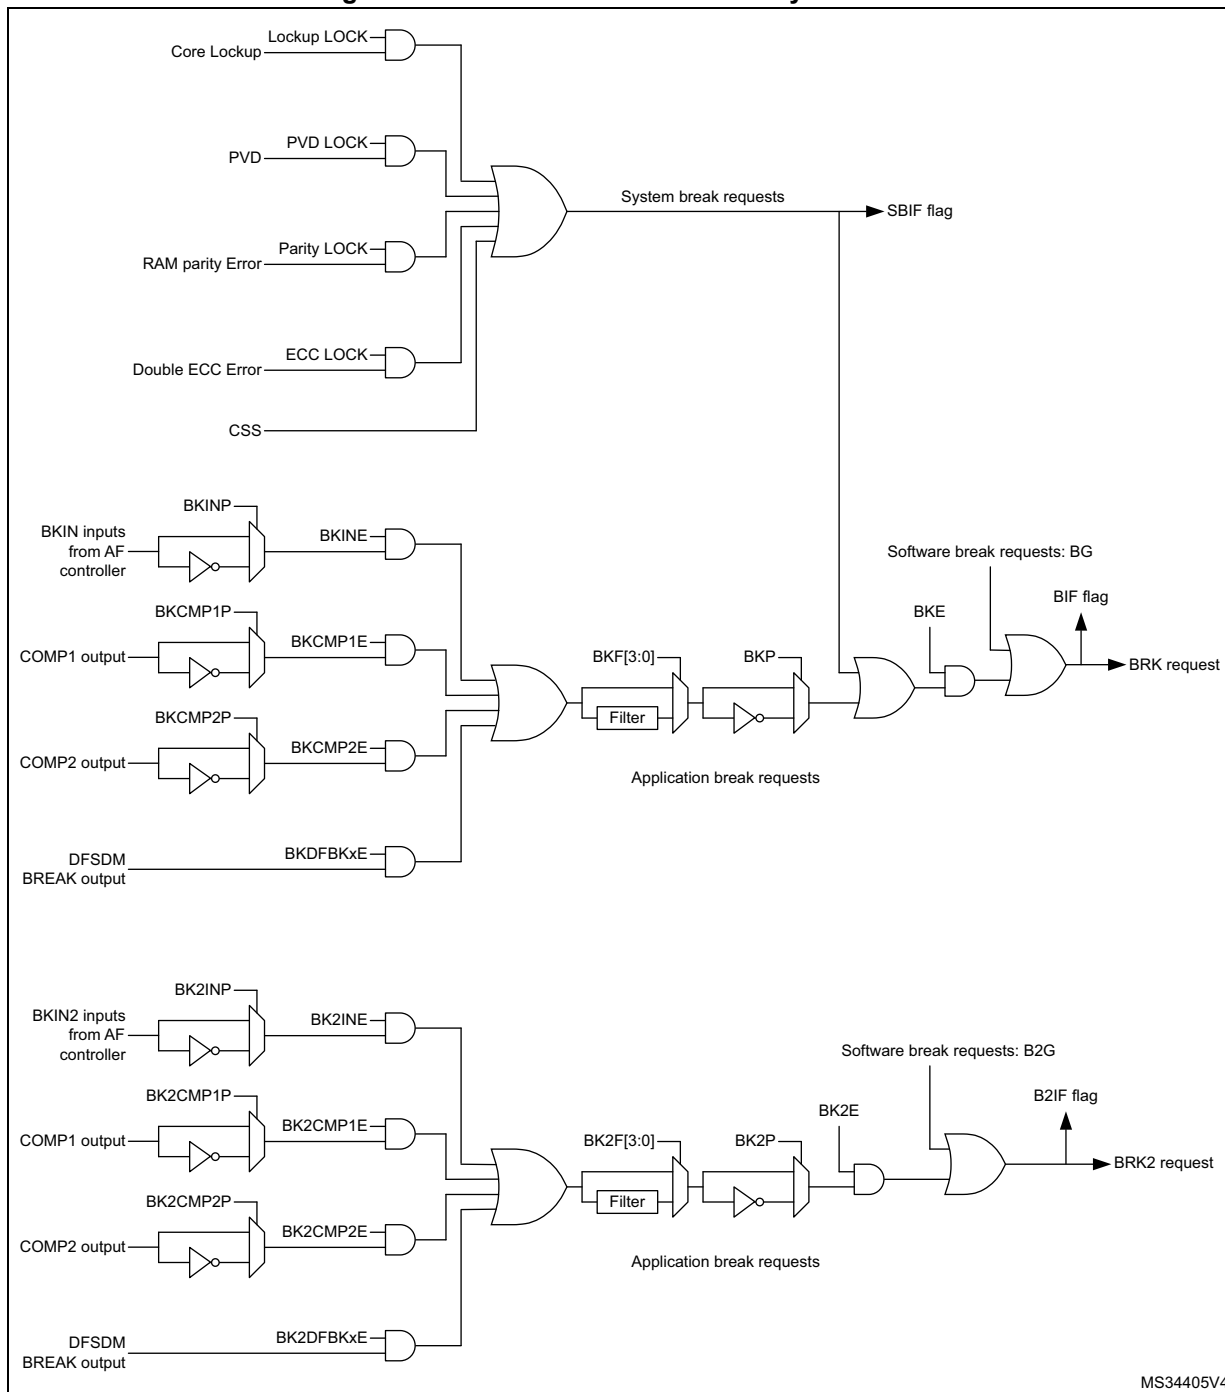 Lockup LOCK
Core Lockup
PVD LOCK
PVD
System break requests
SBIF flag
Parity LOCK
RAM parity Error
ECC LOCK
Double ECC Error
CSS
BKINP
BKIN inputs
from AF
controller
BKINE
Software break requests: BG
BIF flag
BKCMP1P
BKE
COMP1 output
BKCMP1E
BKF[3:0]
BKP
BRK request
BKCMP2P
Filter
COMP2 output
BKCMP2E
Application break requests
DFSDM
BREAK output
BKDFBKxE
BK2INP
BKIN2 inputs
from AF
controller
BK2INE
Software break requests: B2G
B2IF flag
BK2CMP1P
BK2E
COMP1 output
BK2CMP1E
BK2F[3:0]
BK2P
BRK2 request
BK2CMP2P
Filter
COMP2 output
BK2CMP2E
Application break requests
DFSDM
BREAK output
BK2DFBKxE
MS34405V4